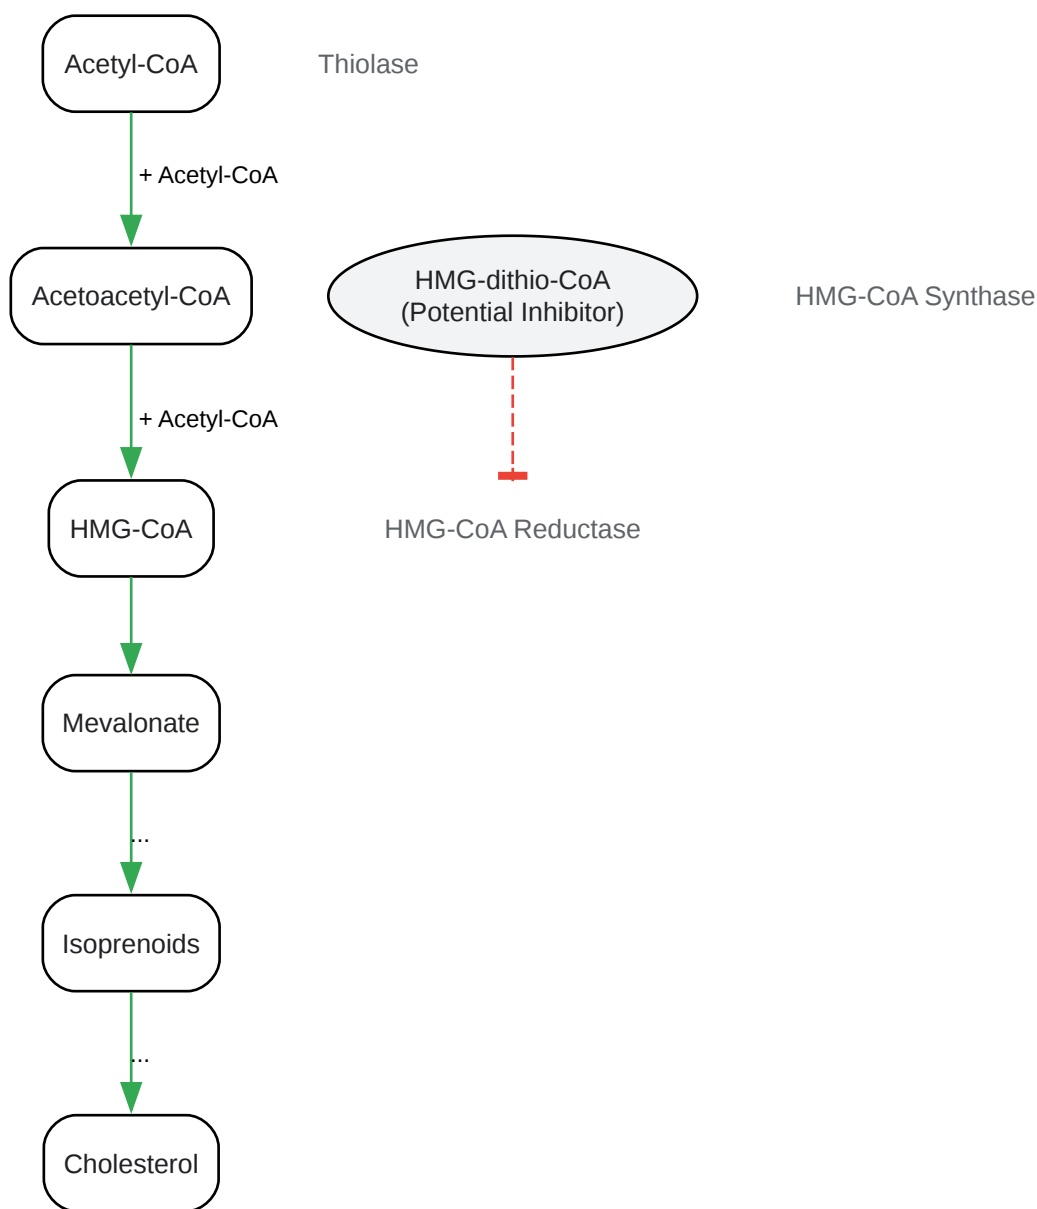 Acetyl-CoA
Thiolase
+ Acetyl-CoA
Acetoacetyl-CoA
HMG-dithio-CoA
(Potential Inhibitor)
HMG-CoA Synthase
+ Acetyl-CoA
HMG-CoA
HMG-CoA Reductase
Mevalonate
...
Isoprenoids
...
Cholesterol